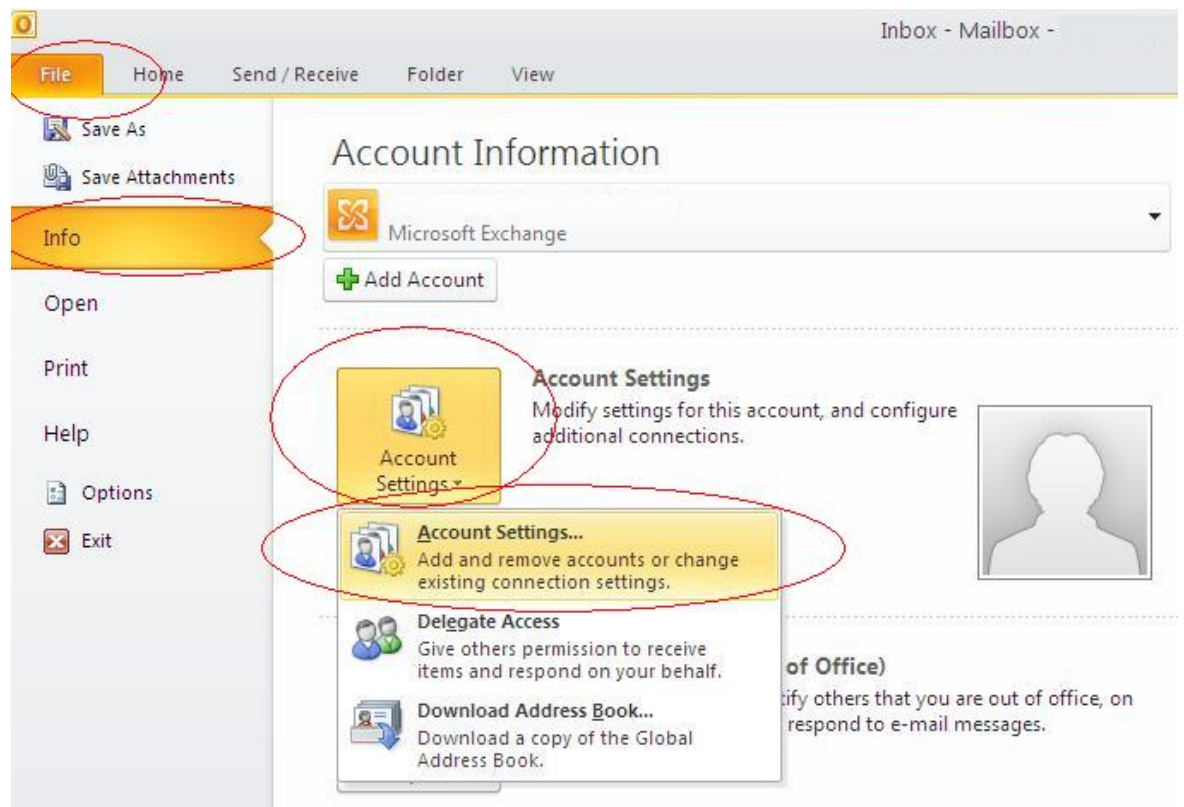 Inbox - Mailbox -
File Home Send / Receive Folder View
Save As
Save Attachments
Info
Open
Print
Help
Options
Exit
Account Information
Microsoft Exchange
Add Account
Account Settings
Account Settings
Modify settings for this account, and configure
additional connections.
Account Settings...
Add and remove accounts or change
existing connection settings.
Delegate Access
Give others permission to receive
items and respond on your behalf.
Download Address Book...
Download a copy of the Global
Address Book.
of Office)
others that you are out of office, on
respond to e-mail messages.